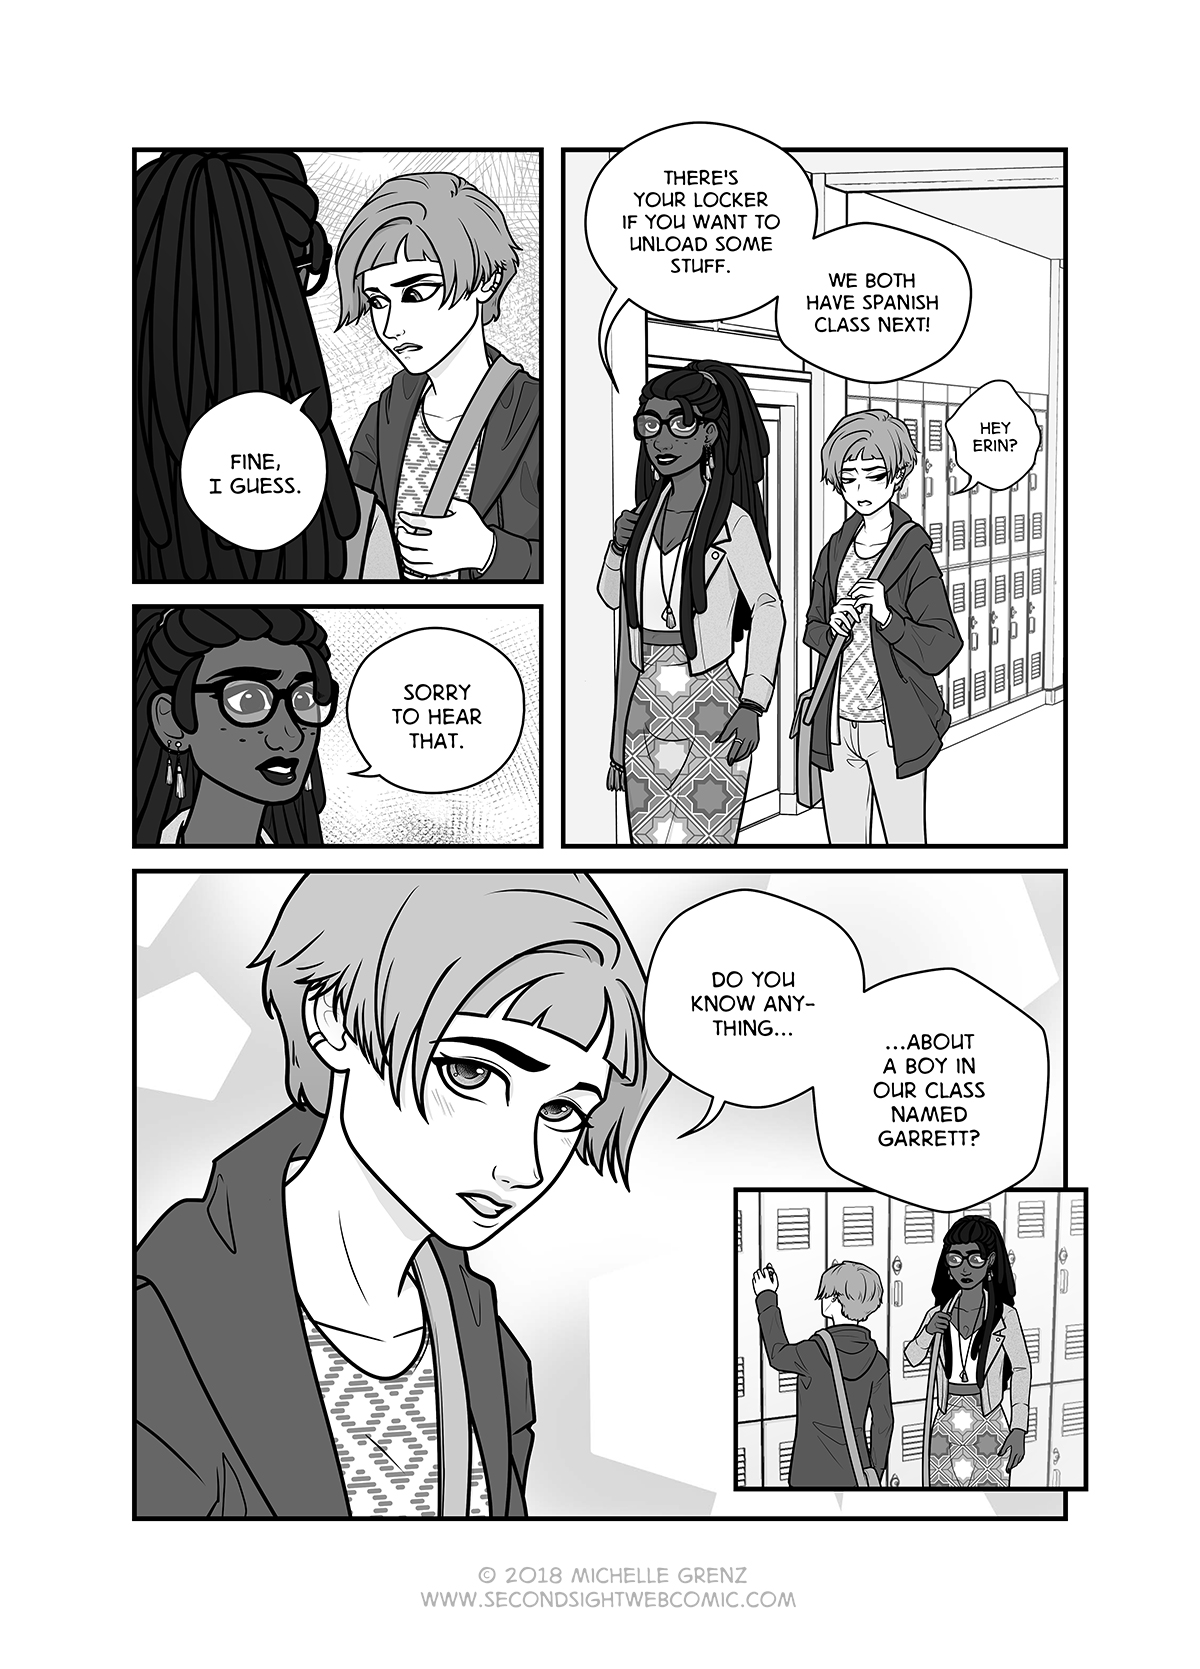 FINE,
I GUESS.
SORRY
TO HEAR
THAT.
THERE'S
YOUR LOCKER
IF YOU WANT TO
UNLOAD SOME
STUFF.
WE BOTH
HAVE SPANISH
CLASS NEXT!
HEY
ERIN?
DO YOU
KNOW ANY-
THING...
...ABOUT
A BOY IN
OUR CLASS
NAMED
GARRETT?
© 2018 MICHELLE GRENZ
WWW.SECONDSIGHTWEBCOMIC.COM